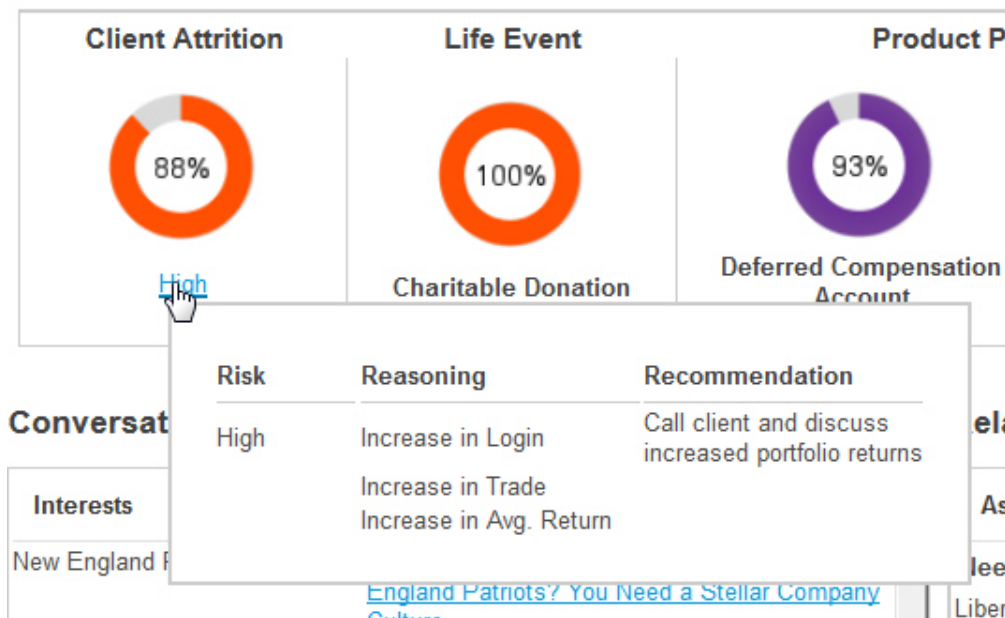 Client Attrition
Life Event
Product P
88%
100%
93%
High
Charitable Donation
Deferred Compensation
Account
Risk
Reasoning
Recommendation
High
Increase in Login
Call client and discuss
increased portfolio returns
Increase in Trade
Increase in Avg. Return
Conversat
Interests
As
New England
England Patriots? You Need a Stellar Company
Liber